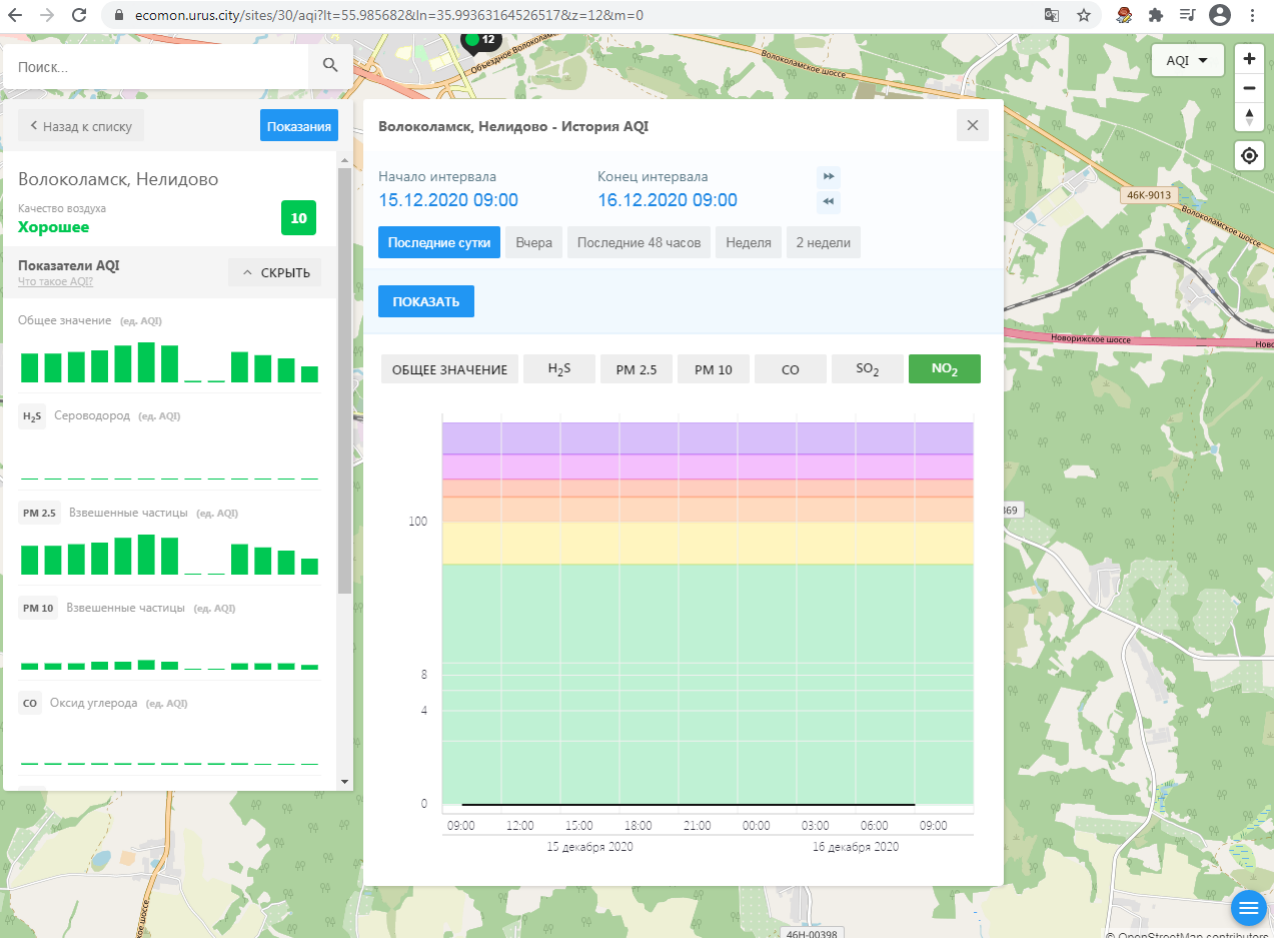 ecomon.urus.city/sites/30/aqi?lt=55.985682&ln=35.99363164526517&z=12&m=0
12
Объездное Волоколамск
Волоколамское шоссе
Поиск...
AQI
Назад к списку
Показания
Волоколамск, Нелидово - История AQI
Волоколамск, Нелидово
Качество воздуха
Хорошее
10
Начало интервала
Конец интервала
15.12.2020 09:00
16.12.2020 09:00
46К-9013
Волоколамское шоссе
Последние сутки
Вчера
Последние 48 часов
Неделя
2 недели
Показатели AQI
Что такое AQI?
СКРЫТЬ
ПОКАЗАТЬ
Общее значение (ед. AQI)
Новорижское шоссе
Ново
ОБЩЕЕ ЗНАЧЕНИЕ
H2S
PM 2.5
PM 10
CO
SO2
NO2
H2S Сероводород (ед. AQI)
PM 2.5 Взвешенные частицы (ед. AQI)
PM 10 Взвешенные частицы (ед. AQI)
CO Оксид углерода (ед. AQI)
369
100
8
4
0
09:00 12:00 15:00 18:00 21:00 00:00 03:00 06:00 09:00
15 декабря 2020
16 декабря 2020
46Н-00398
© OpenStreetMap contributors